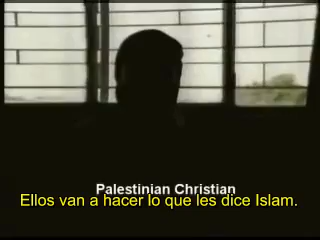 Palestinian Christian
Ellos van a hacer lo que les dice Islam.